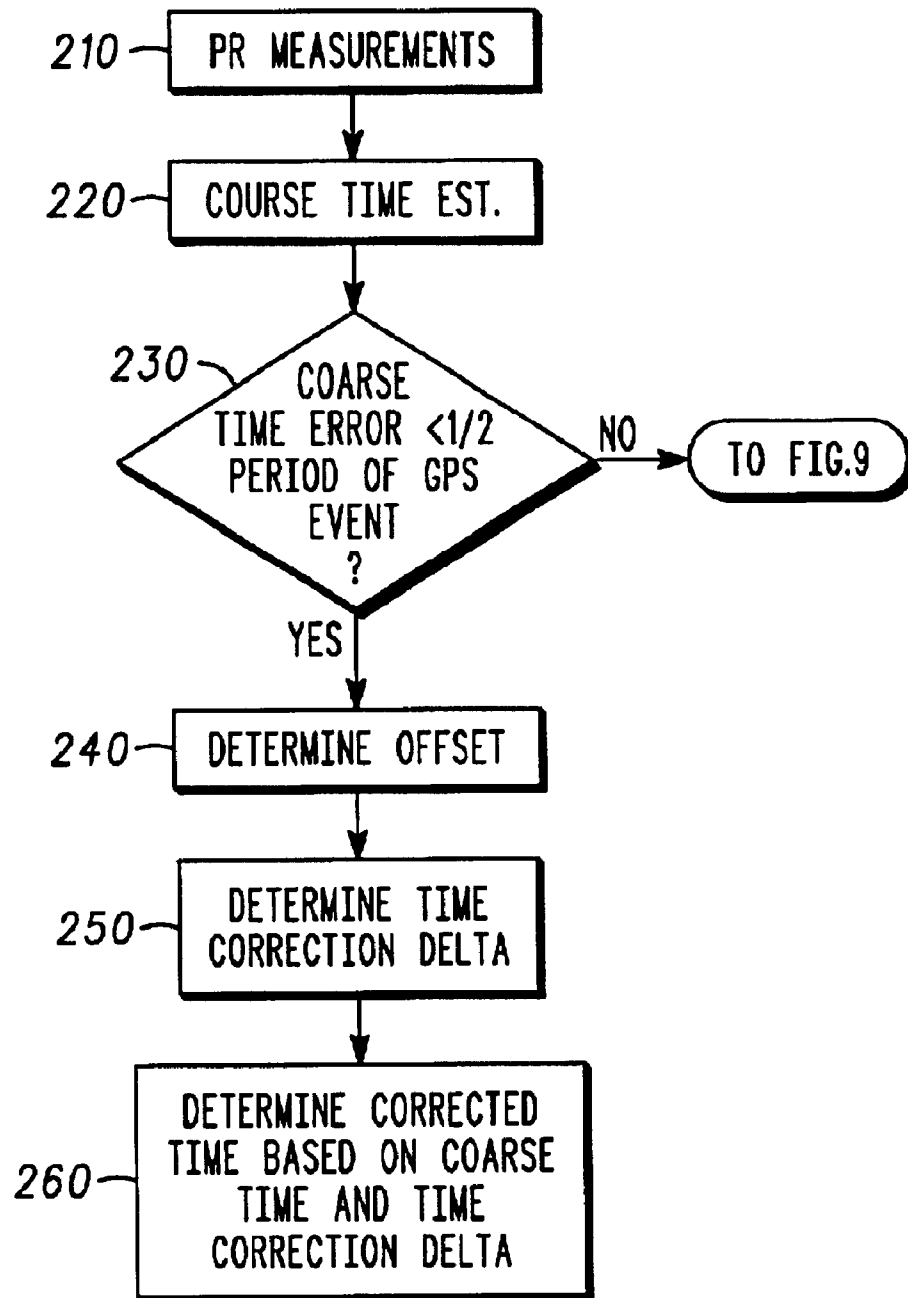 210
PR MEASUREMENTS
220
COURSE TIME EST.
230
COARSE
TIME ERROR <1/2
PERIOD OF GPS
EVENT
?
NO
TO FIG.9
YES
240
DETERMINE OFFSET
250
DETERMINE TIME
CORRECTION DELTA
260
DETERMINE CORRECTED
TIME BASED ON COARSE
TIME AND TIME
CORRECTION DELTA